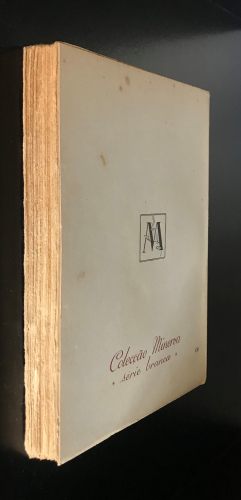 M
Colecção Minerva
"série branca"